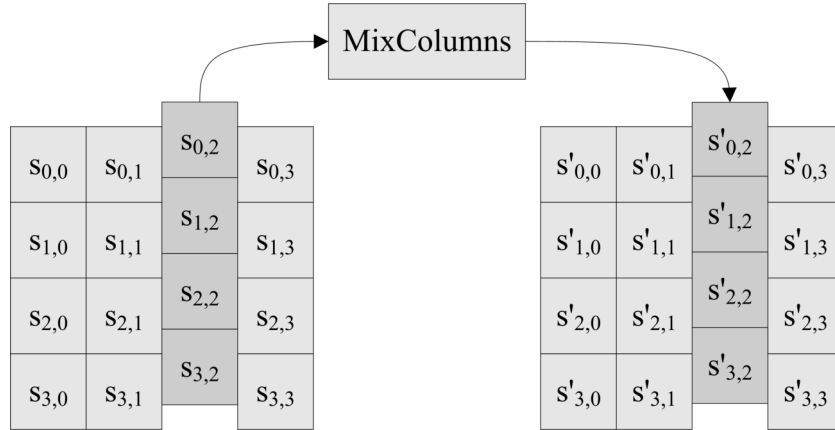 MixColumns
s0,0 s0,1 s0,2 s0,3
s1,0 s1,1 s1,2 s1,3
s2,0 s2,1 s2,2 s2,3
s3,0 s3,1 s3,2 s3,3
s'0,0 s'0,1 s'0,2 s'0,3
s'1,0 s'1,1 s'1,2 s'1,3
s'2,0 s'2,1 s'2,2 s'2,3
s'3,0 s'3,1 s'3,2 s'3,3